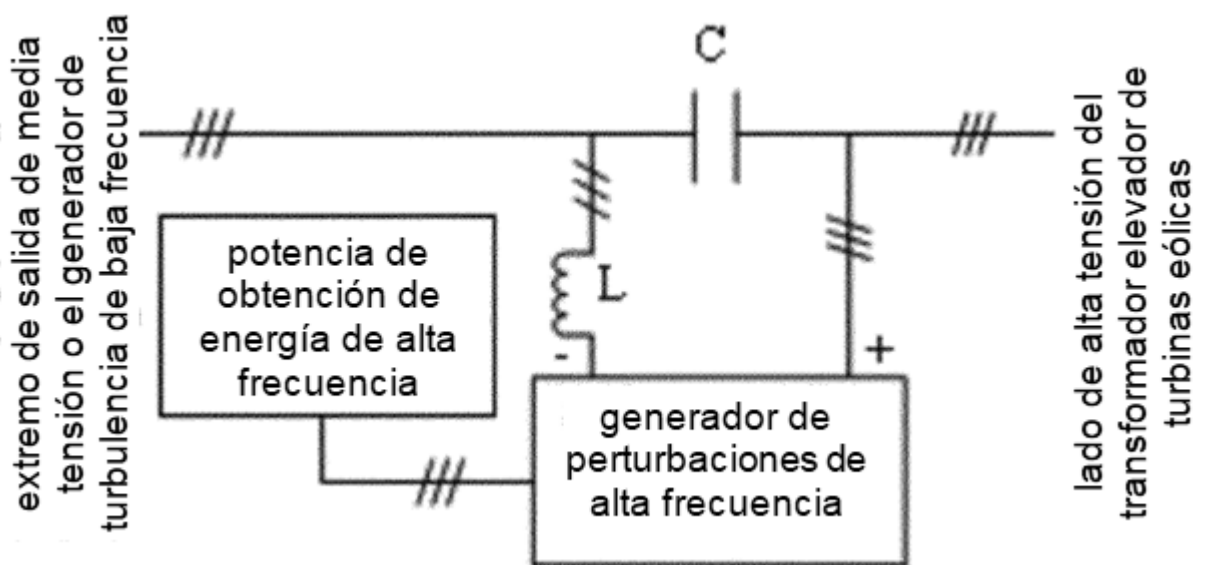 extremo de salida de media
tensión o el generador de
turbulencia de baja frecuencia
C
L
potencia de
obtención de
energía de alta
frecuencia
-
+
generador de
perturbaciones de
alta frecuencia
lado de alta tensión del
transformador elevador de
turbinas eólicas